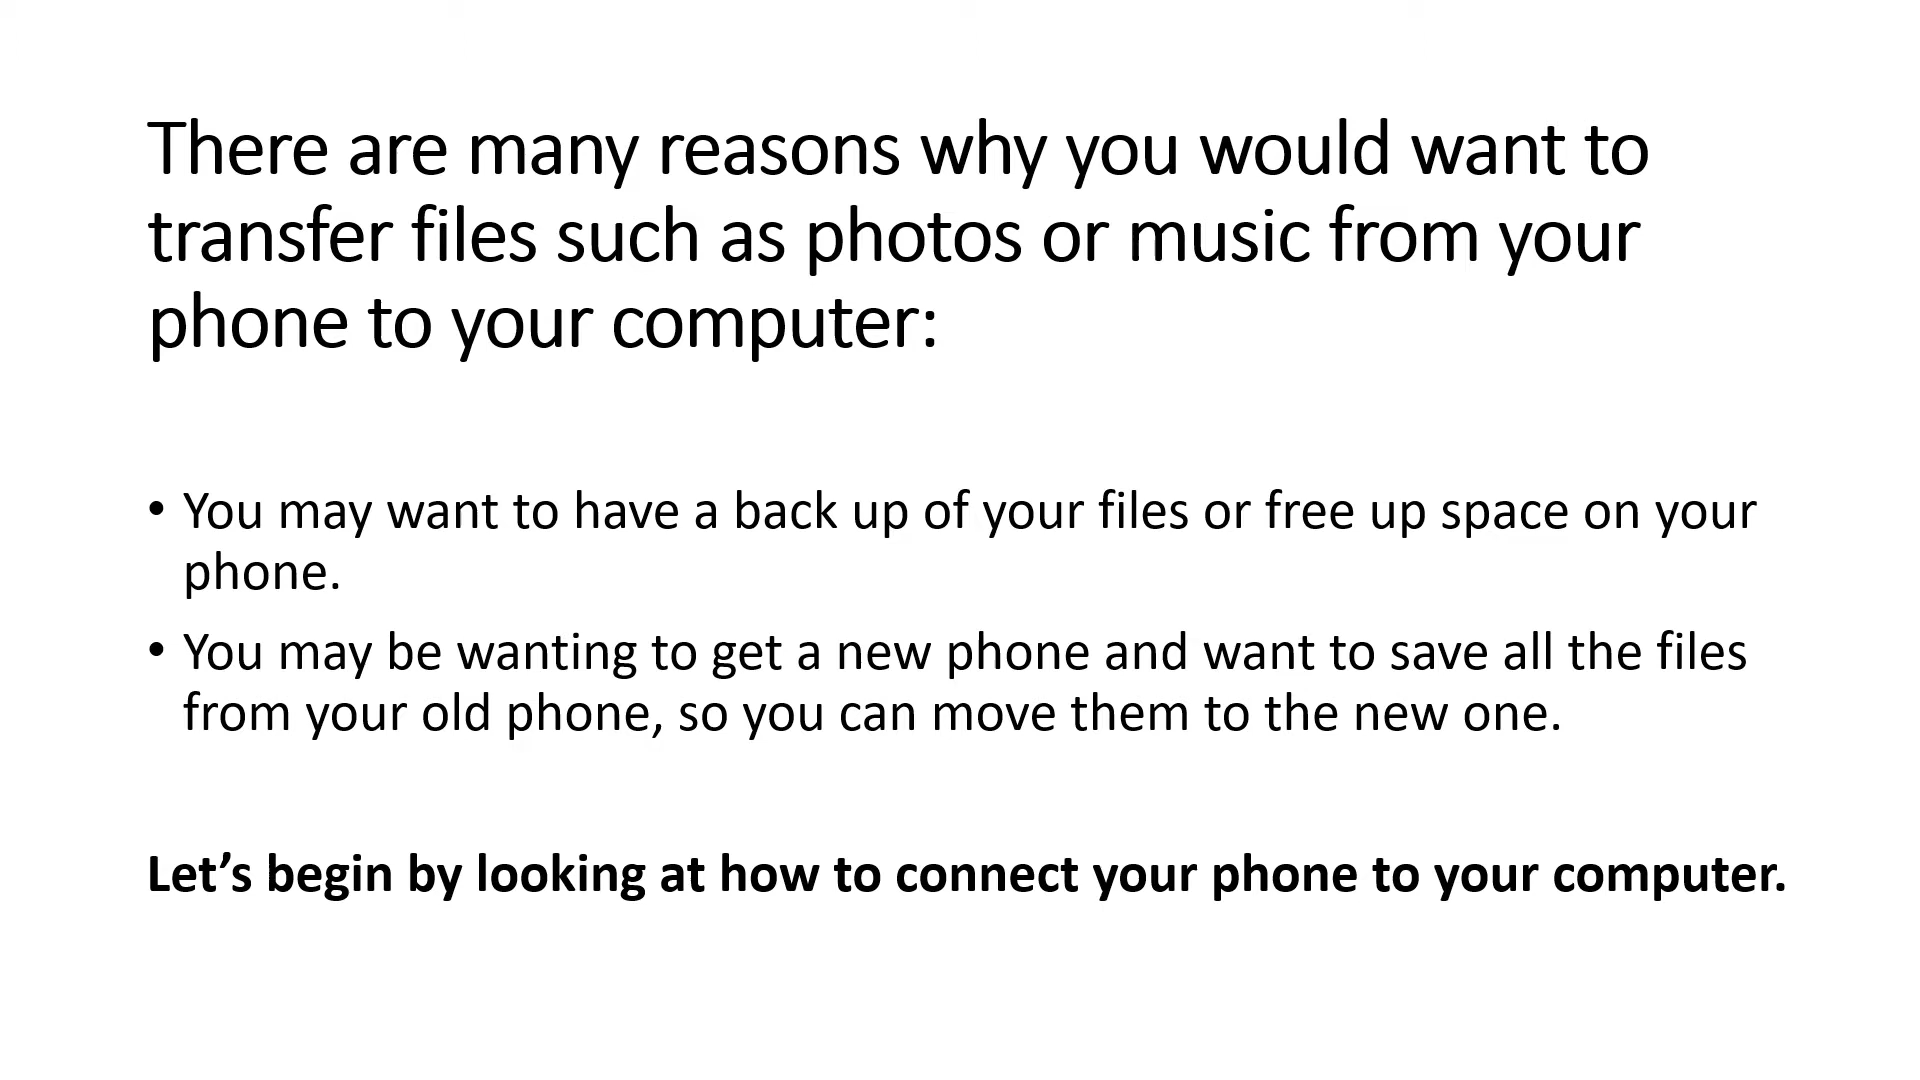 There are many reasons why you would want to
transfer files such as photos or music from your
phone to your computer:
• You may want to have a back up of your files or free up space on your
phone.
• You may be wanting to get a new phone and want to save all the files
from your old phone, so you can move them to the new one.
Let’s begin by looking at how to connect your phone to your computer.